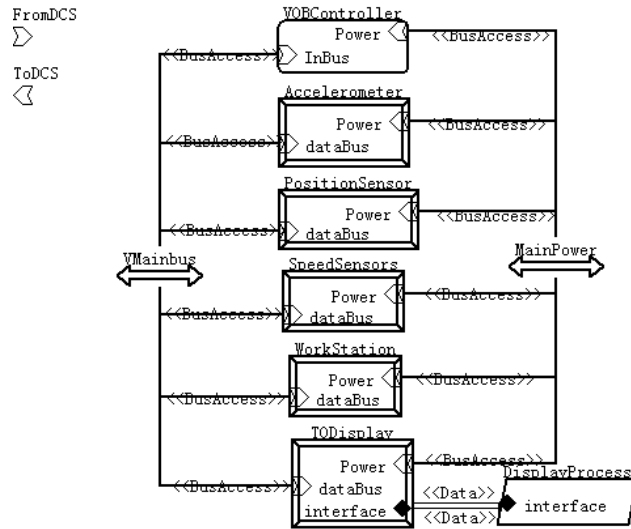 FromDCS
ToDCS
VOBController
Power
InBus
<<BusAccess>>
<<BusAccess>>
Accelerometer
Power
dataBus
<<BusAccess>>
<<BusAccess>>
PositionSensor
Power
dataBus
<<BusAccess>>
<<BusAccess>>
VMainbus
MainPower
SpeedSensors
Power
dataBus
<<BusAccess>>
<<BusAccess>>
WorkStation
Power
dataBus
<<BusAccess>>
<<BusAccess>>
TODisplay
Power
dataBus
interface
<<BusAccess>>
<<BusAccess>>
DisplayProcess
<<Data>>
interface
<<Data>>